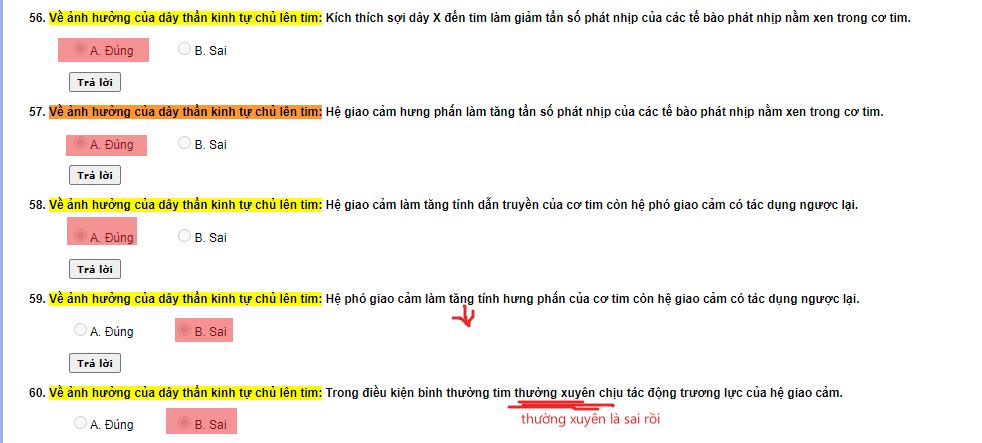 56. Về ảnh hưởng của dây thần kinh tự chủ lên tim: Kích thích sợi dây X đến tim làm giảm tần số phát nhịp của các tế bào phát nhịp nằm xen trong cơ tim.
A. Đúng B. Sai
Trả lời
57. Về ảnh hưởng của dây thần kinh tự chủ lên tim: Hệ giao cảm hưng phấn làm tăng tần số phát nhịp của các tế bào phát nhịp nằm xen trong cơ tim.
A. Đúng B. Sai
Trả lời
58. Về ảnh hưởng của dây thần kinh tự chủ lên tim: Hệ giao cảm làm tăng tính dẫn truyền của cơ tim còn hệ phó giao cảm có tác dụng ngược lại.
A. Đúng B. Sai
Trả lời
59. Về ảnh hưởng của dây thần kinh tự chủ lên tim: Hệ phó giao cảm làm tăng tính hưng phấn của cơ tim còn hệ giao cảm có tác dụng ngược lại.
A. Đúng B. Sai
Trả lời
60. Về ảnh hưởng của dây thần kinh tự chủ lên tim: Trong điều kiện bình thường tim thường xuyên chịu tác động trương lực của hệ giao cảm.
thường xuyên là sai rồi
A. Đúng B. Sai